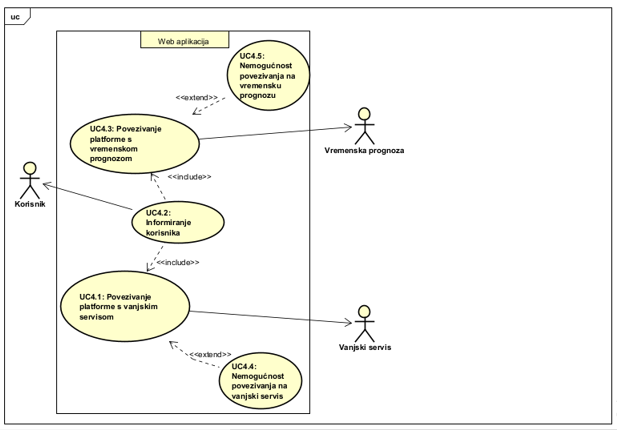 uc
Web aplikacija
UC4.5:
Nemogućnost
povezivanja na
vremensku
prognozu
<<extend>>
UC4.3: Povezivanje
platforme s
vremenskom
prognozom
Vremenska prognoza
<<include>>
Korisnik
UC4.2:
Informiranje
korisnika
<<include>>
UC4.1: Povezivanje
platforme s vanjskim
servisom
Vanjski servis
<<extend>>
UC4.4:
Nemogućnost
povezivanja na
vanjski servis